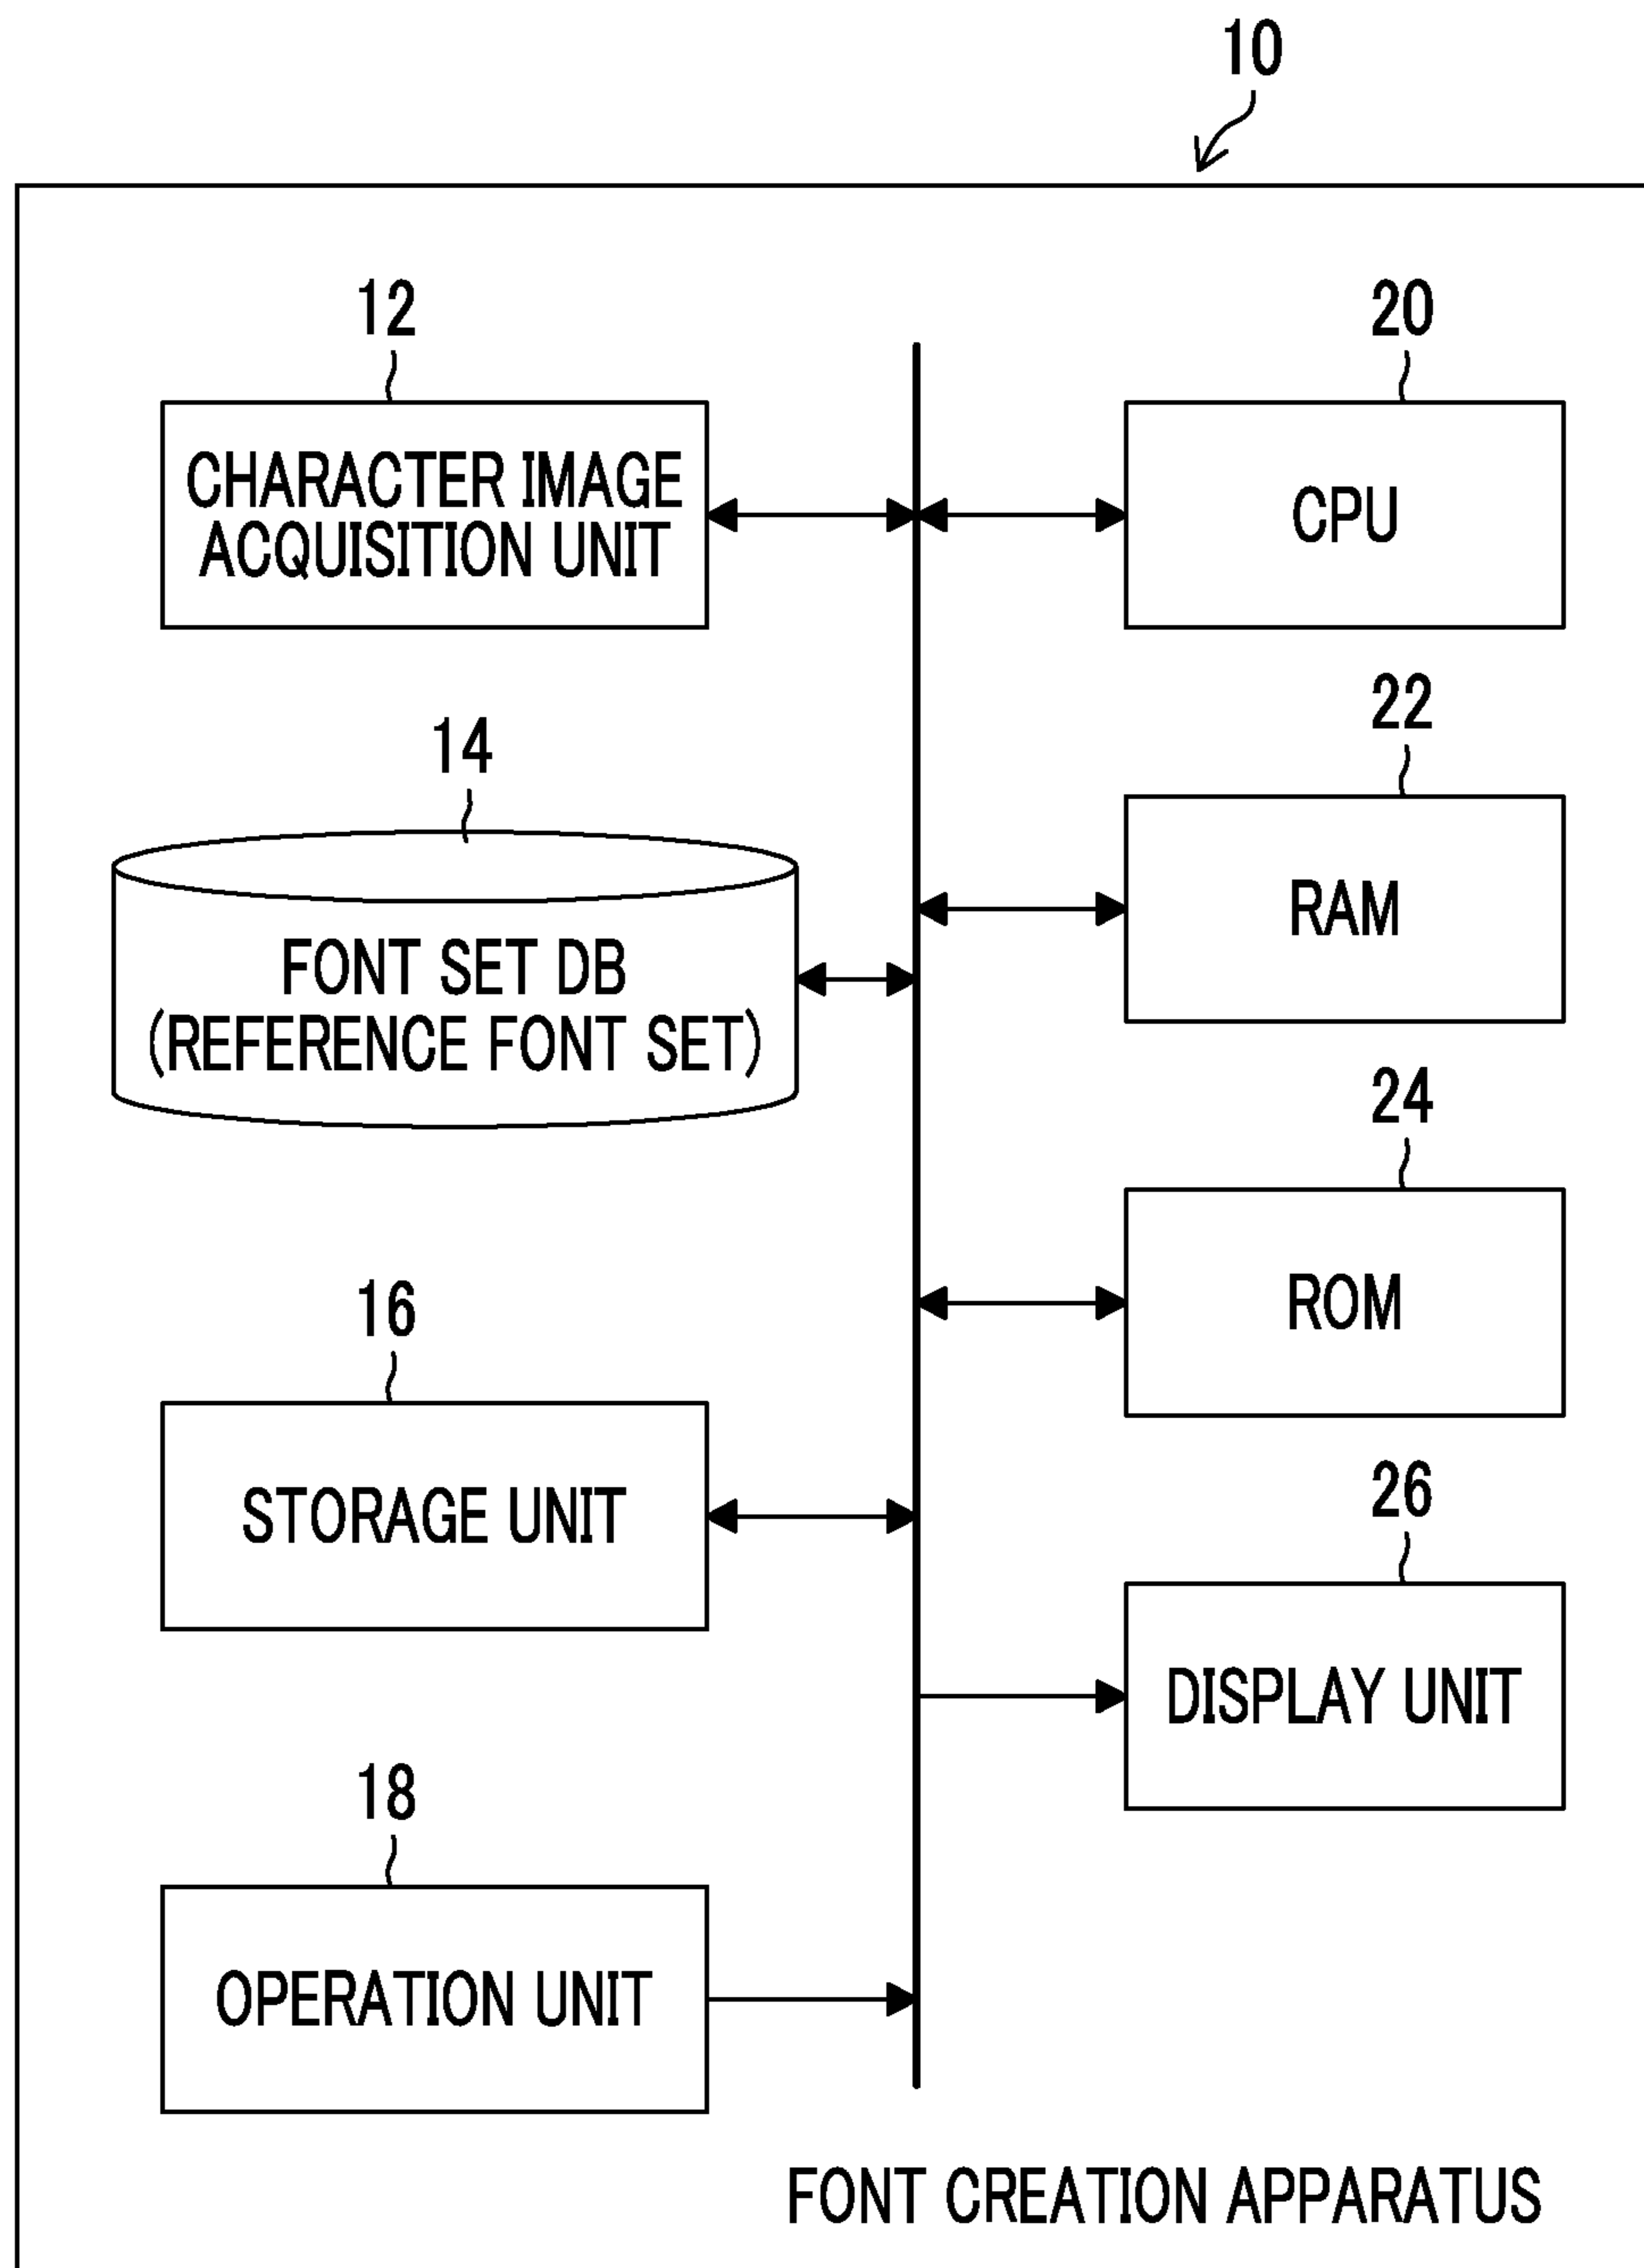 10
12
CHARACTER IMAGE
ACQUISITION UNIT
14
FONT SET DB
(REFERENCE FONT SET)
16
STORAGE UNIT
18
OPERATION UNIT
20
CPU
22
RAM
24
ROM
26
DISPLAY UNIT
FONT CREATION APPARATUS